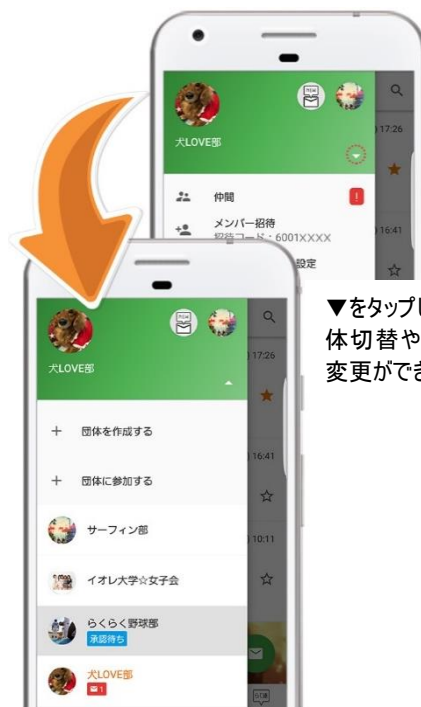 犬LOVE部
17:26
仲間
メンバー招待
招待コード：6001XXXX
16:41
設定
▼をタップし
体切替や
変更ができ
犬LOVE部
17:26
団体を作成する
団体に参加する
16:41
サーフィン部
10:11
イオレ大学☆女子会
らくらく野球部
承認待ち
犬LOVE部
1